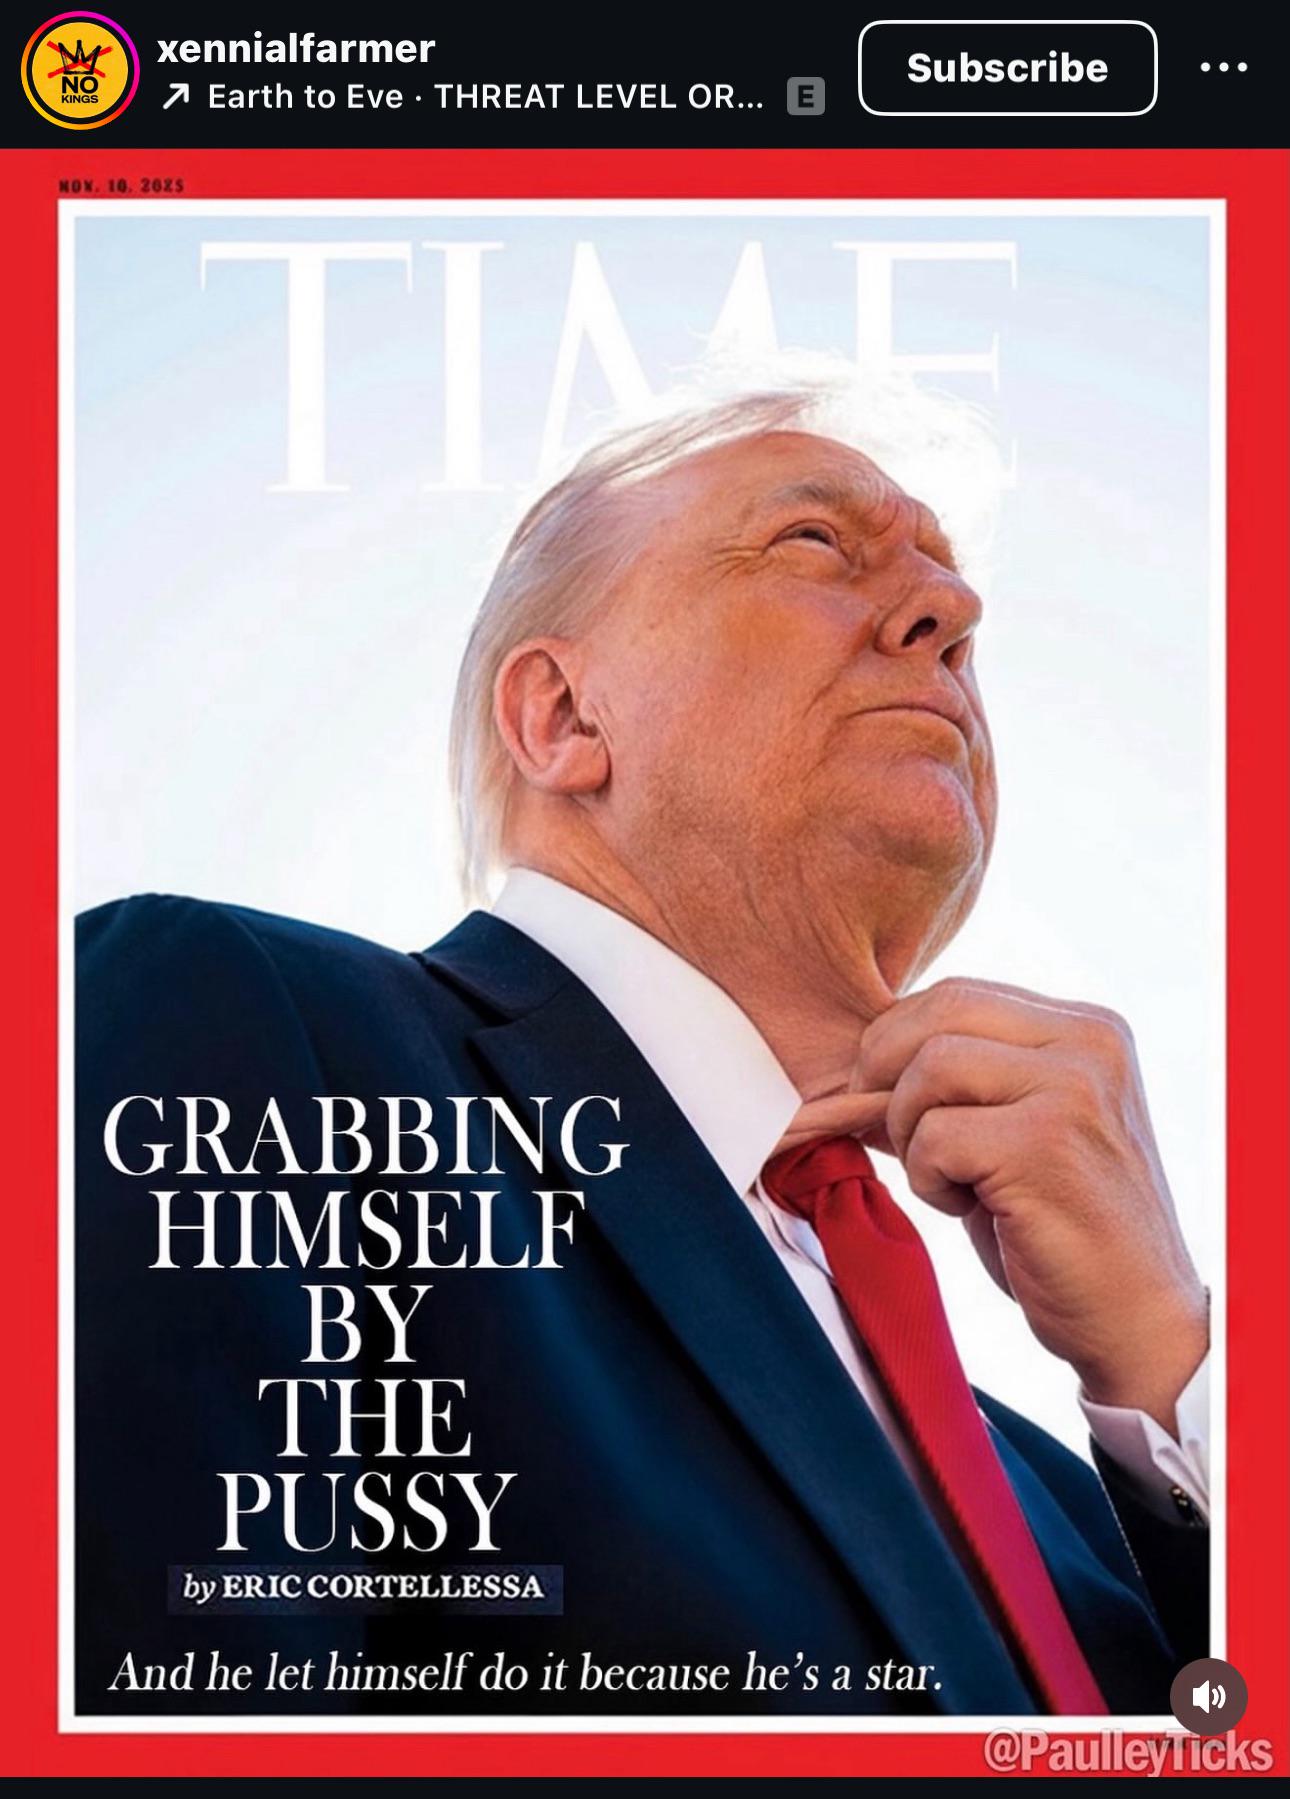 xennialfarmer
Earth to Eve · THREAT LEVEL OR...
E
Subscribe
NO
KINGS
NOV. 10, 2025
TIME
GRABBING
HIMSELF
BY
THE
PUSSY
by ERIC CORTELLESSA
And he let himself do it because he's a star.
@PaulleyTicks